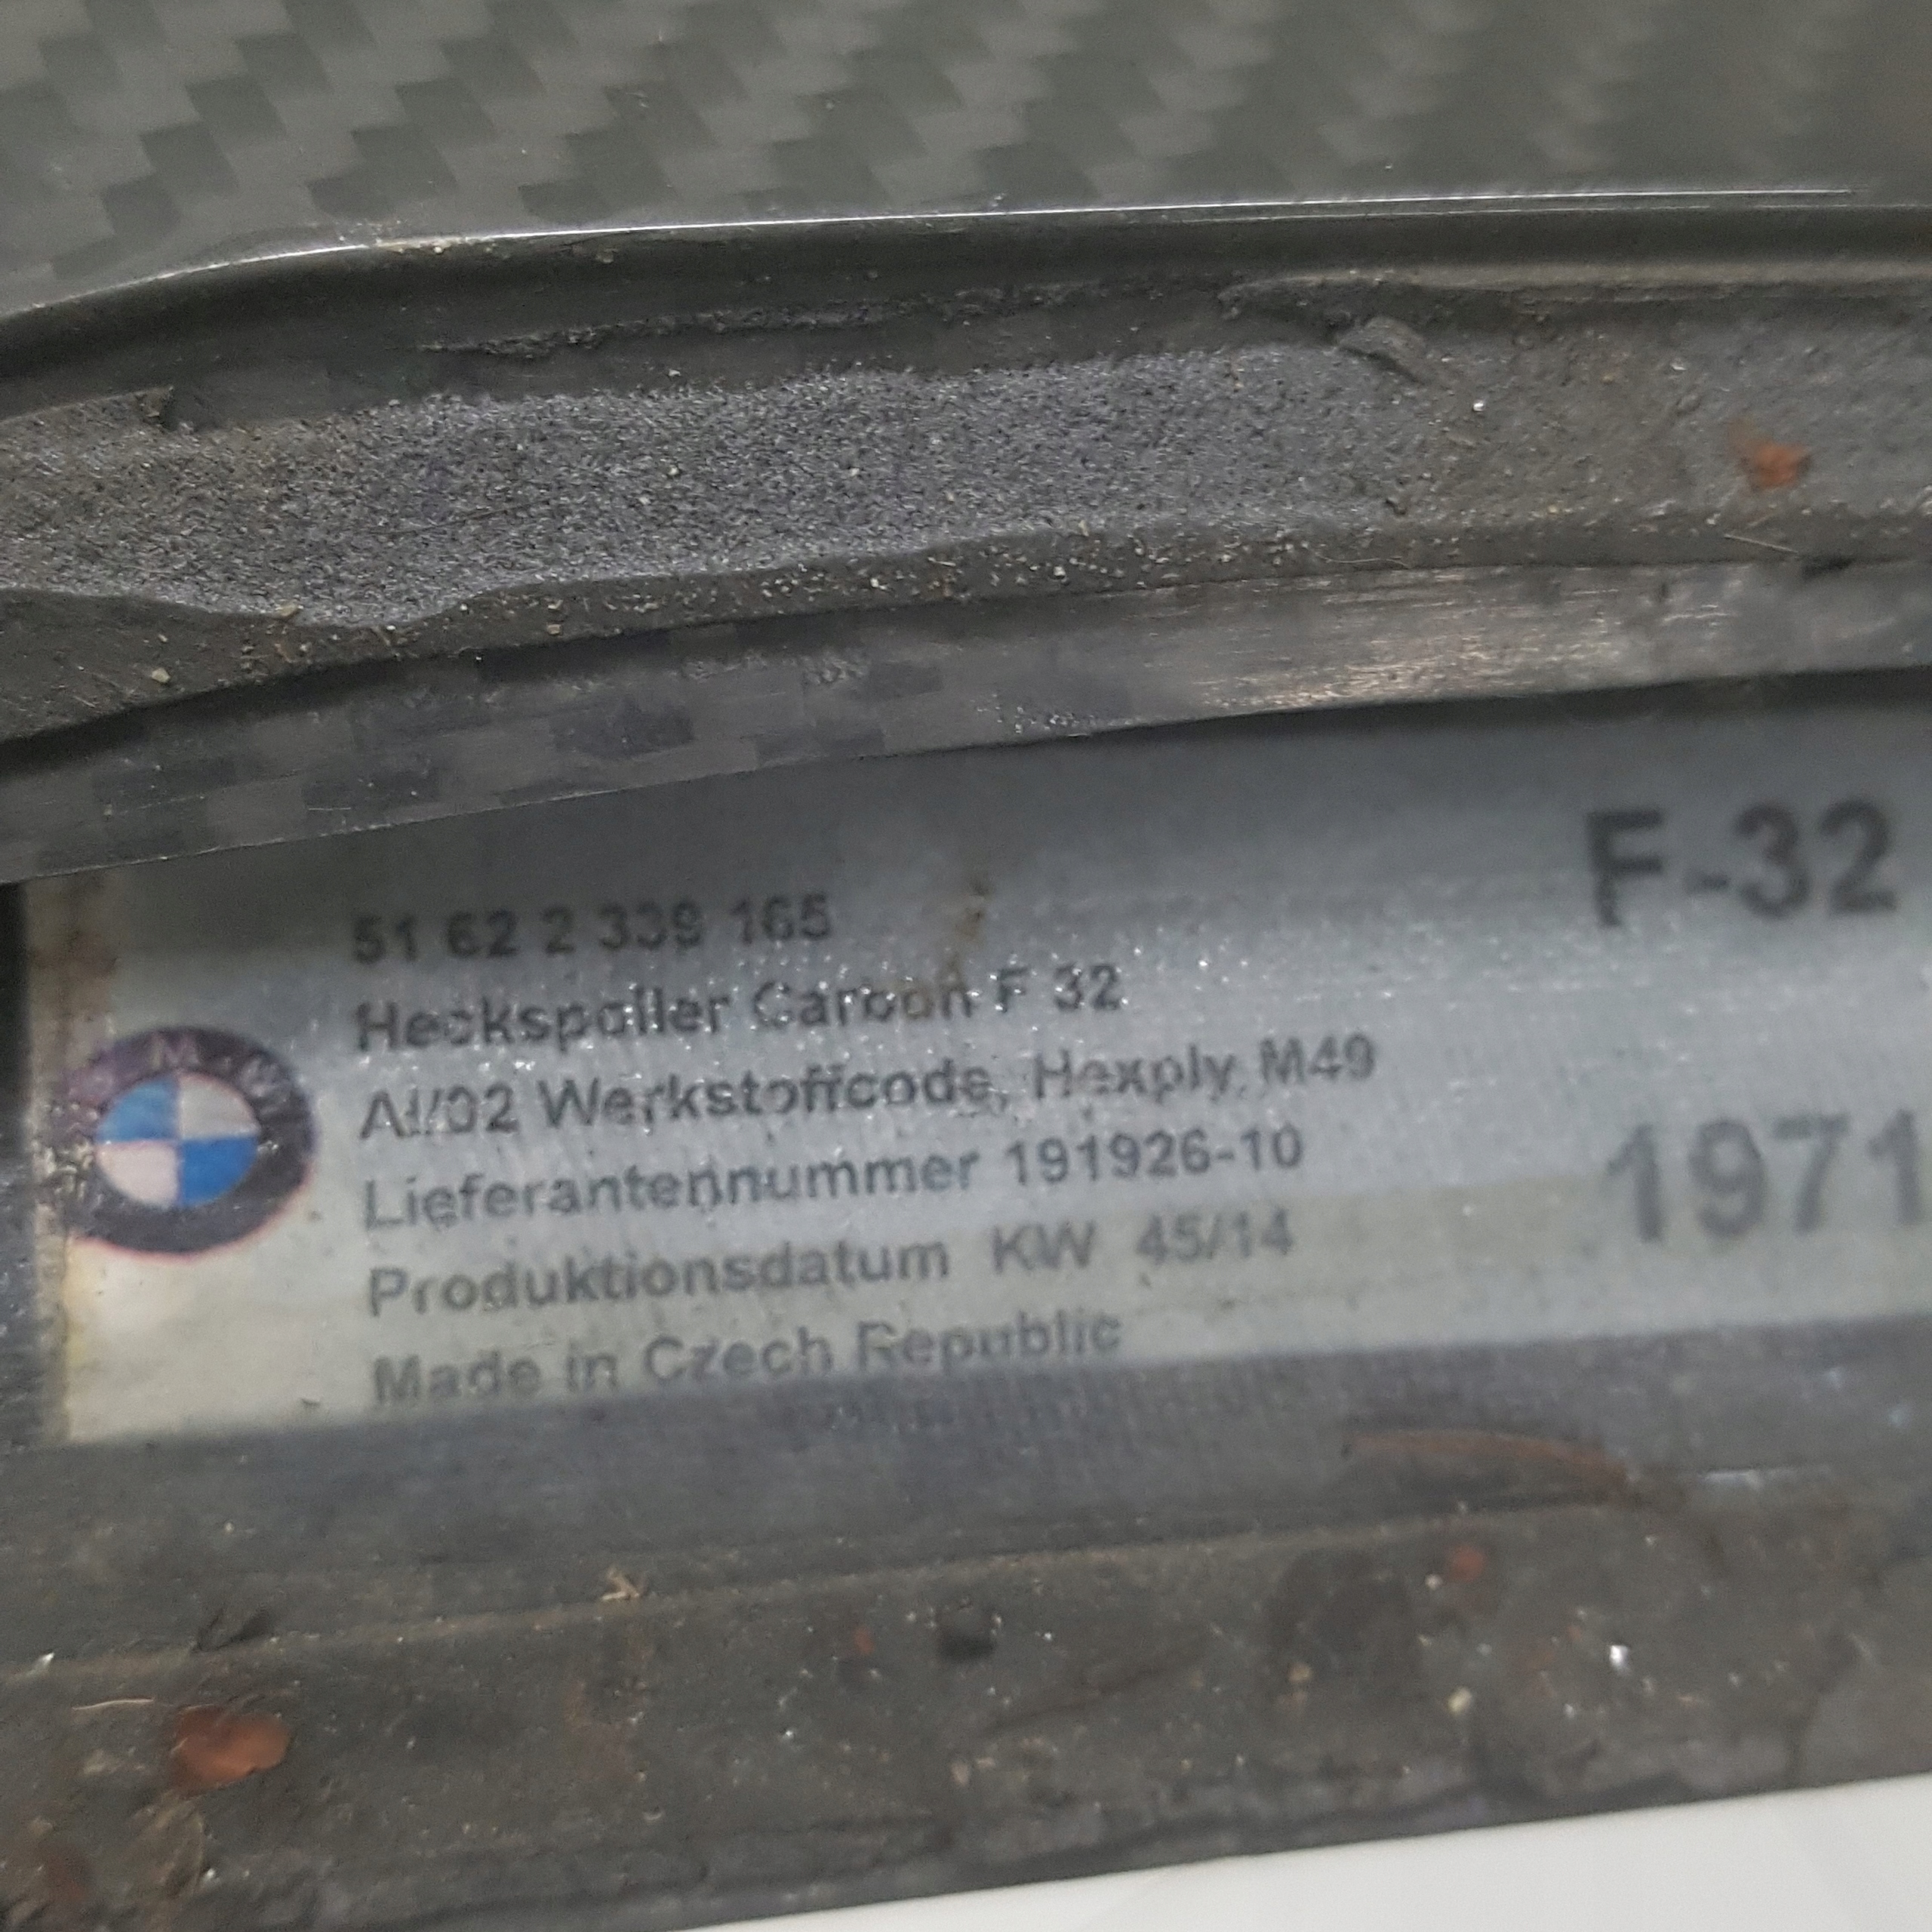 F-32
51 62 2 339 165
Heckspoiler Carbon F 32
AI/02 Werkstoffcode, Hexply M49
Lieferantennummer 191926-10
1971
Produktionsdatum KW 45/14
Made in Czech Republic
BMW